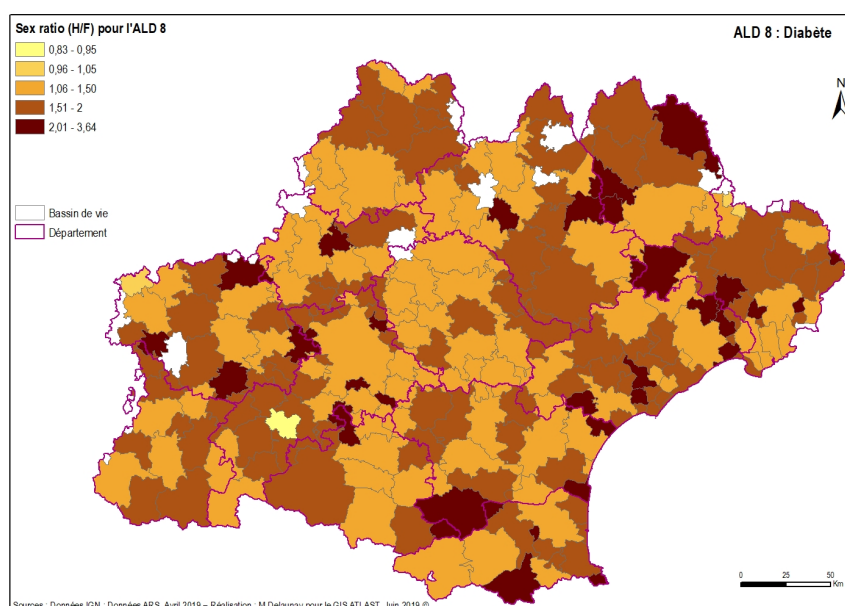 Sex ratio (H/F) pour l'ALD 8
ALD 8 : Diabète
0,83 - 0,95
0,96 - 1,05
1,06 - 1,50
1,51 - 2
2,01 - 3,64
N
Bassin de vie
Département
0 25 50
Km
Sources : Données IGN ; Données ARS, Avril 2019 – Réalisation : M.Delaunay pour le GIS ATLAST, Juin 2019 ©